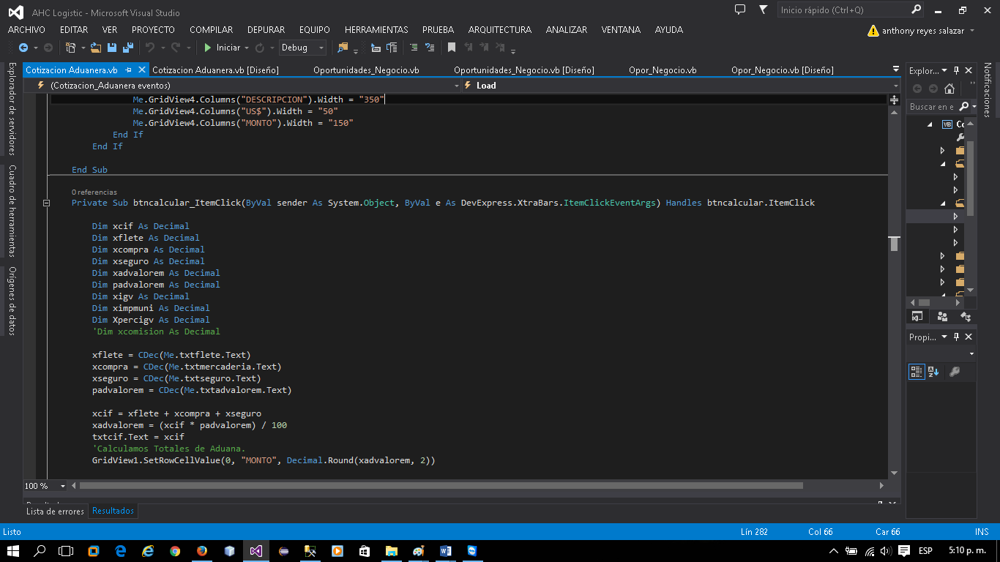 AHC Logistic - Microsoft Visual Studio
Inicio rápido (Ctrl+Q)
ARCHIVO EDITAR VER PROYECTO COMPILAR DEPURAR EQUIPO HERRAMIENTAS PRUEBA ARQUITECTURA ANALIZAR VENTANA AYUDA
anthony reyes salazar
Iniciar Debug
Cotizacion Aduanera.vb Cotizacion Aduanera.vb [Diseño] Oportunidades_Negocio.vb Oportunidades_Negocio.vb [Diseño] Opor_Negocio.vb Opor_Negocio.vb [Diseño]
(Cotizacion_Aduanera eventos) Load
Me.GridView4.Columns("DESCRIPCION").Width = "350"
Me.GridView4.Columns("US$").Width = "50"
Me.GridView4.Columns("MONTO").Width = "150"
End If
End If
End Sub
0 referencias
Private Sub btncalcular_ItemClick(ByVal sender As System.Object, ByVal e As DevExpress.XtraBars.ItemClickEventArgs) Handles btncalcular.ItemClick
Dim xcif As Decimal
Dim xflete As Decimal
Dim xcompra As Decimal
Dim xseguro As Decimal
Dim xadvalorem As Decimal
Dim padvalorem As Decimal
Dim xigv As Decimal
Dim ximpmuni As Decimal
Dim Xpercigv As Decimal
'Dim xcomision As Decimal
xflete = CDec(Me.txtflete.Text)
xcompra = CDec(Me.txtmercaderia.Text)
xseguro = CDec(Me.txtseguro.Text)
padvalorem = CDec(Me.txtadvalorem.Text)
xcif = xflete + xcompra + xseguro
xadvalorem = (xcif * padvalorem) / 100
txtcif.Text = xcif
'Calculamos Totales de Aduana.
GridView1.SetRowCellValue(0, "MONTO", Decimal.Round(xadvalorem, 2))
100 %
Lista de errores Resultados
Explorador de servidores
Cuadro de herramientas
Orígenes de datos
Explor...
Buscar en e
VB
Propi...
Notificaciones
Listo Lín 282 Col 66 Car 66 INS
ESP 5:10 p. m.